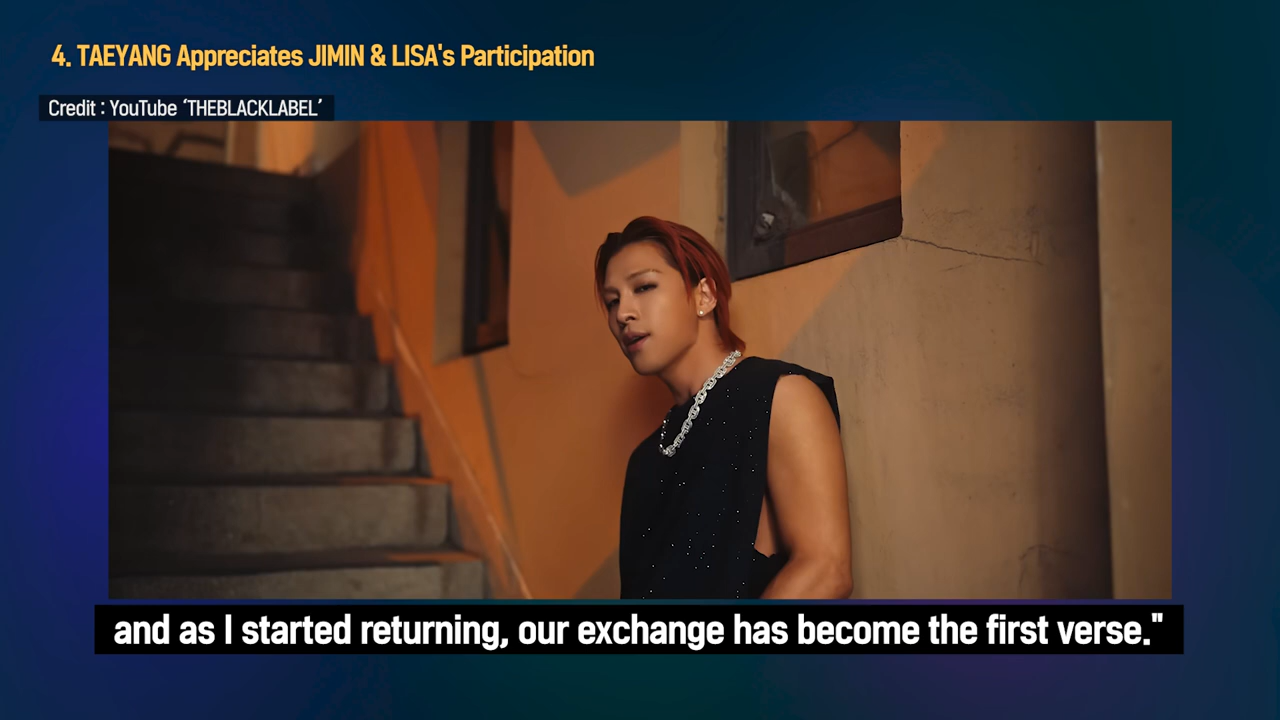 4. TAEYANG Appreciates JIMIN & LISA's Participation
Credit : YouTube ‘THEBLACKLABEL’
and as I started returning, our exchange has become the first verse."